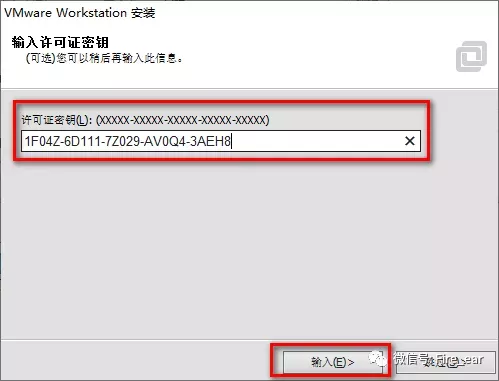 VMware Workstation 安装
输入许可证密钥
(可选)您可以稍后再输入此信息。
许可证密钥(L): (XXXXX-XXXXX-XXXXX-XXXXX-XXXXX)
1F04Z-6D111-7Z029-AV0Q4-3AEH8
输入(E)> 微信号: Fire_ear